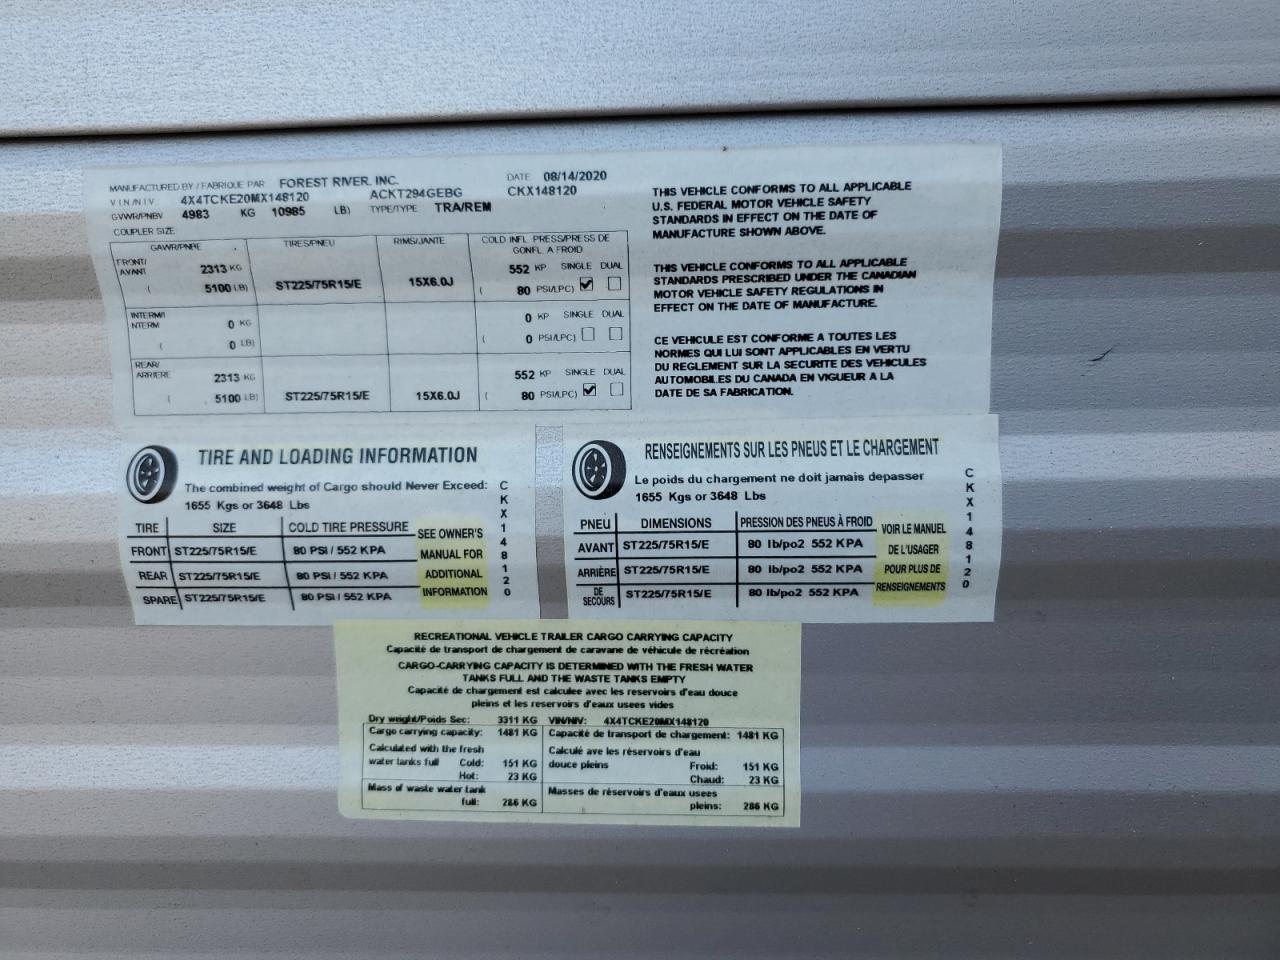 MANUFACTURED BY / FABRIQUE PAR FOREST RIVER, INC. DATE 08/14/2020
V I N/N I V 4X4TCKE20MX148120 ACKT294GEBG CKX148120
GVWR/PNBV 4983 KG 10985 LB) TYPE/TYPE TRA/REM
COUPLER SIZE
GAWR/PNBE TIRES/PNEU RIMS/JANTE COLD INFL PRESS/PRESS DE GONFL A FROID
FRONT/ AVANT 2313 KG 552 KP SINGLE DUAL
( 5100 LB) ST225/75R15/E 15X6.0J ( 80 PSI/LPC)
INTERM/ INTERM 0 KG 0 KP SINGLE DUAL
( 0 LB) ( 0 PSI/LPC)
REAR/ ARRIERE 2313 KG 552 KP SINGLE DUAL
( 5100 LB) ST225/75R15/E 15X6.0J ( 80 PSI/LPC)
THIS VEHICLE CONFORMS TO ALL APPLICABLE
U.S. FEDERAL MOTOR VEHICLE SAFETY
STANDARDS IN EFFECT ON THE DATE OF
MANUFACTURE SHOWN ABOVE.
THIS VEHICLE CONFORMS TO ALL APPLICABLE
STANDARDS PRESCRIBED UNDER THE CANADIAN
MOTOR VEHICLE SAFETY REGULATIONS IN
EFFECT ON THE DATE OF MANUFACTURE.
CE VEHICULE EST CONFORME A TOUTES LES
NORMES QUI LUI SONT APPLICABLES EN VERTU
DU REGLEMENT SUR LA SECURITE DES VEHICULES
AUTOMOBILES DU CANADA EN VIGUEUR A LA
DATE DE SA FABRICATION.
TIRE AND LOADING INFORMATION
The combined weight of Cargo should Never Exceed:
1655 Kgs or 3648 Lbs
TIRE SIZE COLD TIRE PRESSURE
FRONT ST225/75R15/E 80 PSI / 552 KPA
REAR ST225/75R15/E 80 PSI / 552 KPA
SPARE ST225/75R15/E 80 PSI / 552 KPA
SEE OWNER'S
MANUAL FOR
ADDITIONAL
INFORMATION
CKX148120
RENSEIGNEMENTS SUR LES PNEUS ET LE CHARGEMENT
Le poids du chargement ne doit jamais depasser
1655 Kgs or 3648 Lbs
PNEU DIMENSIONS PRESSION DES PNEUS À FROID
AVANT ST225/75R15/E 80 lb/po2 552 KPA
ARRIÈRE ST225/75R15/E 80 lb/po2 552 KPA
DE SECOURS ST225/75R15/E 80 lb/po2 552 KPA
VOIR LE MANUEL
DE L'USAGER
POUR PLUS DE
RENSEIGNEMENTS
CKX148120
RECREATIONAL VEHICLE TRAILER CARGO CARRYING CAPACITY
Capacité de transport de chargement de caravane de véhicule de récréation
CARGO-CARRYING CAPACITY IS DETERMINED WITH THE FRESH WATER
TANKS FULL AND THE WASTE TANKS EMPTY
Capacité de chargement est calculee avec les reservoirs d'eau douce
pleins et les reservoirs d'eaux usees vides
Dry weight/Poids Sec: 3311 KG VIN/NIV: 4X4TCKE20MX148120
Cargo carrying capacity: 1481 KG Capacité de transport de chargement: 1481 KG
Calculated with the fresh Calculé ave les réservoirs d'eau
water tanks full Cold: 151 KG douce pleins Froid: 151 KG
Hot: 23 KG Chaud: 23 KG
Mass of waste water tank Masses de réservoirs d'eaux usees
full: 286 KG pleins: 286 KG